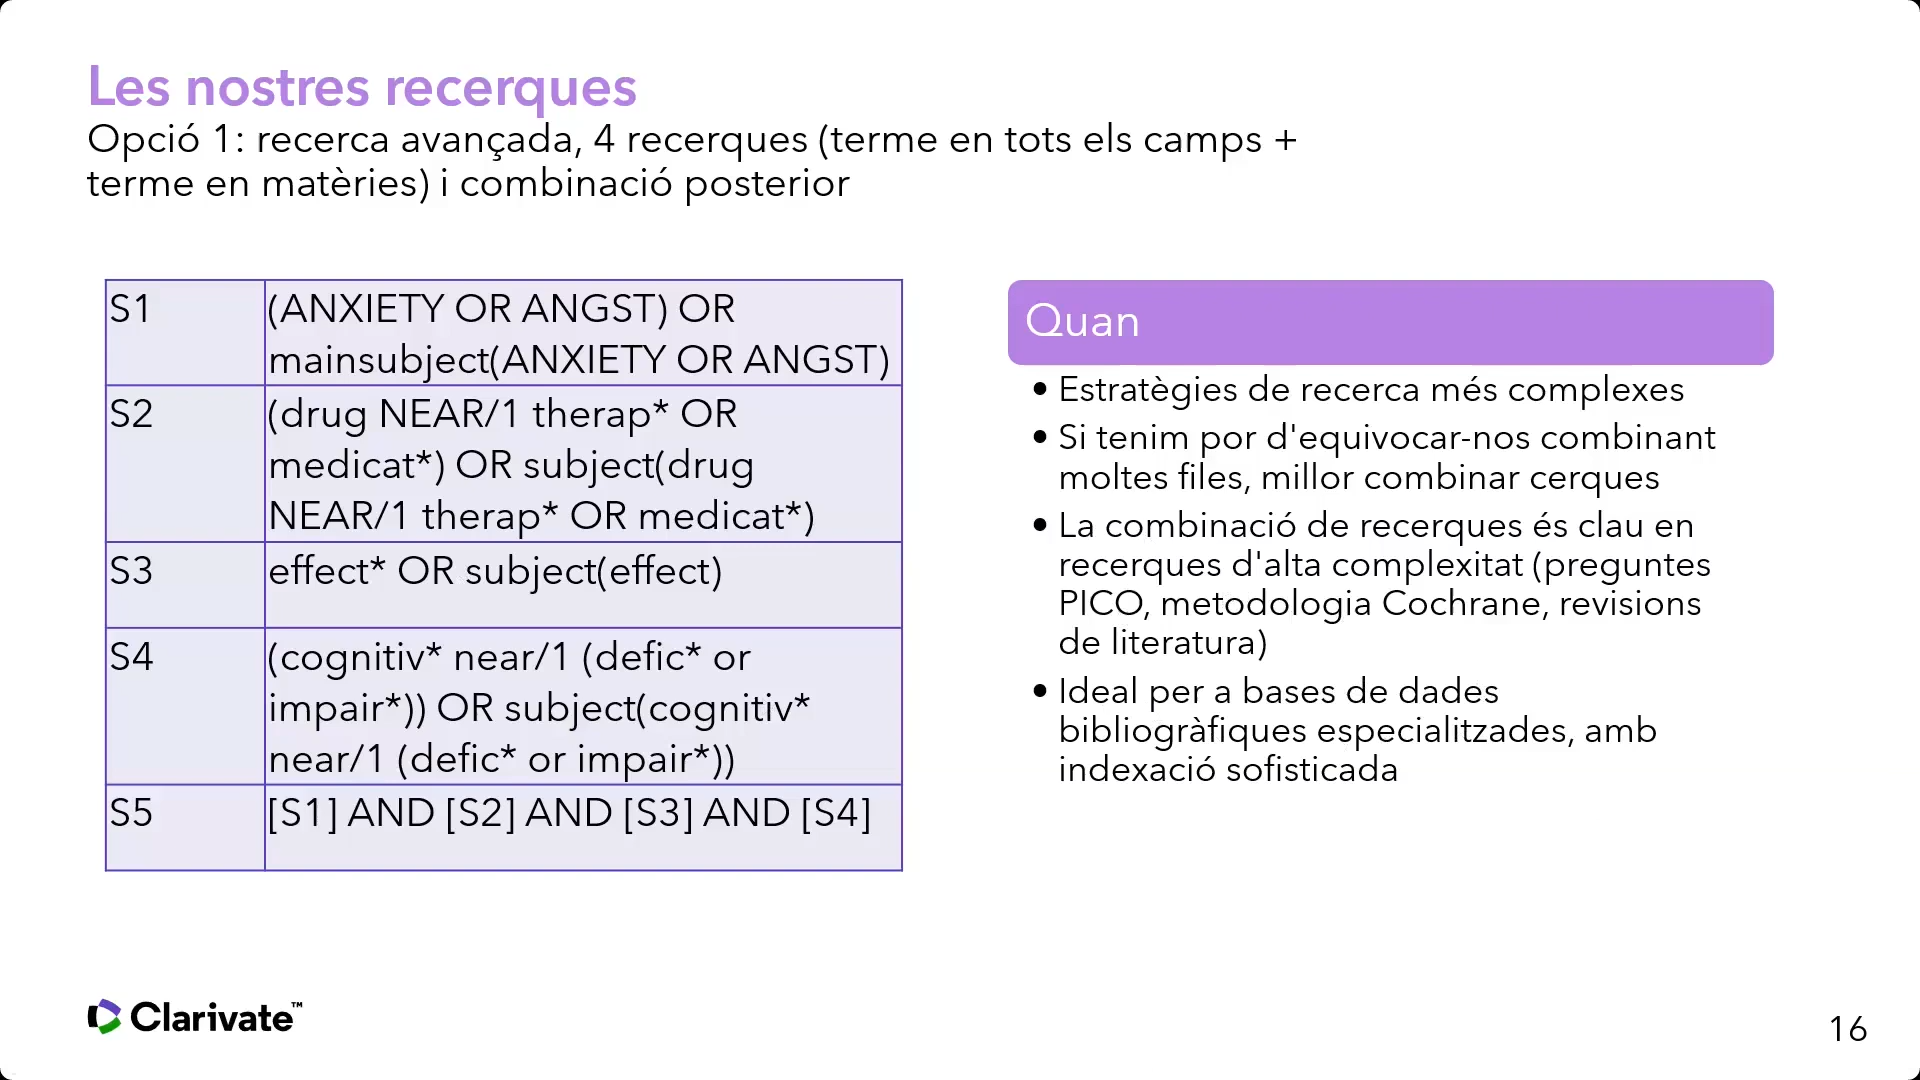 Les nostres recerques
Opció 1: recerca avançada, 4 recerques (terme en tots els camps +
terme en matèries) i combinació posterior
S1
(ANXIETY OR ANGST) OR
mainsubject(ANXIETY OR ANGST)
S2
(drug NEAR/1 therap* OR
medicat*) OR subject(drug
NEAR/1 therap* OR medicat*)
S3
effect* OR subject(effect)
S4
(cognitiv* near/1 (defic* or
impair*)) OR subject(cognitiv*
near/1 (defic* or impair*))
S5
[S1] AND [S2] AND [S3] AND [S4]
Quan
• Estratègies de recerca més complexes
• Si tenim por d'equivocar-nos combinant
moltes files, millor combinar cerques
• La combinació de recerques és clau en
recerques d'alta complexitat (preguntes
PICO, metodologia Cochrane, revisions
de literatura)
• Ideal per a bases de dades
bibliogràfiques especialitzades, amb
indexació sofisticada
Clarivate™
16